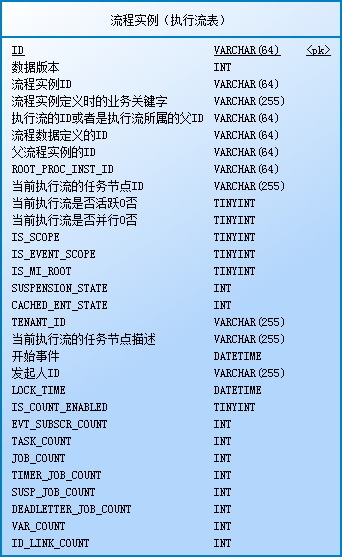 流程实例（执行流表）
ID VARCHAR(64) <pk>
数据版本 INT
流程实例ID VARCHAR(64)
流程实例定义时的业务关键字 VARCHAR(255)
执行流的ID或者是执行流所属的父ID VARCHAR(64)
流程数据定义的ID VARCHAR(64)
父流程实例的ID VARCHAR(64)
ROOT_PROC_INST_ID VARCHAR(64)
当前执行流的任务节点ID VARCHAR(255)
当前执行流是否活跃0否 TINYINT
当前执行流是否并行0否 TINYINT
IS_SCOPE TINYINT
IS_EVENT_SCOPE TINYINT
IS_MI_ROOT TINYINT
SUSPENSION_STATE INT
CACHED_ENT_STATE INT
TENANT_ID VARCHAR(255)
当前执行流的任务节点描述 VARCHAR(255)
开始事件 DATETIME
发起人ID VARCHAR(255)
LOCK_TIME DATETIME
IS_COUNT_ENABLED TINYINT
EVT_SUBSCR_COUNT INT
TASK_COUNT INT
JOB_COUNT INT
TIMER_JOB_COUNT INT
SUSP_JOB_COUNT INT
DEADLETTER_JOB_COUNT INT
VAR_COUNT INT
ID_LINK_COUNT INT